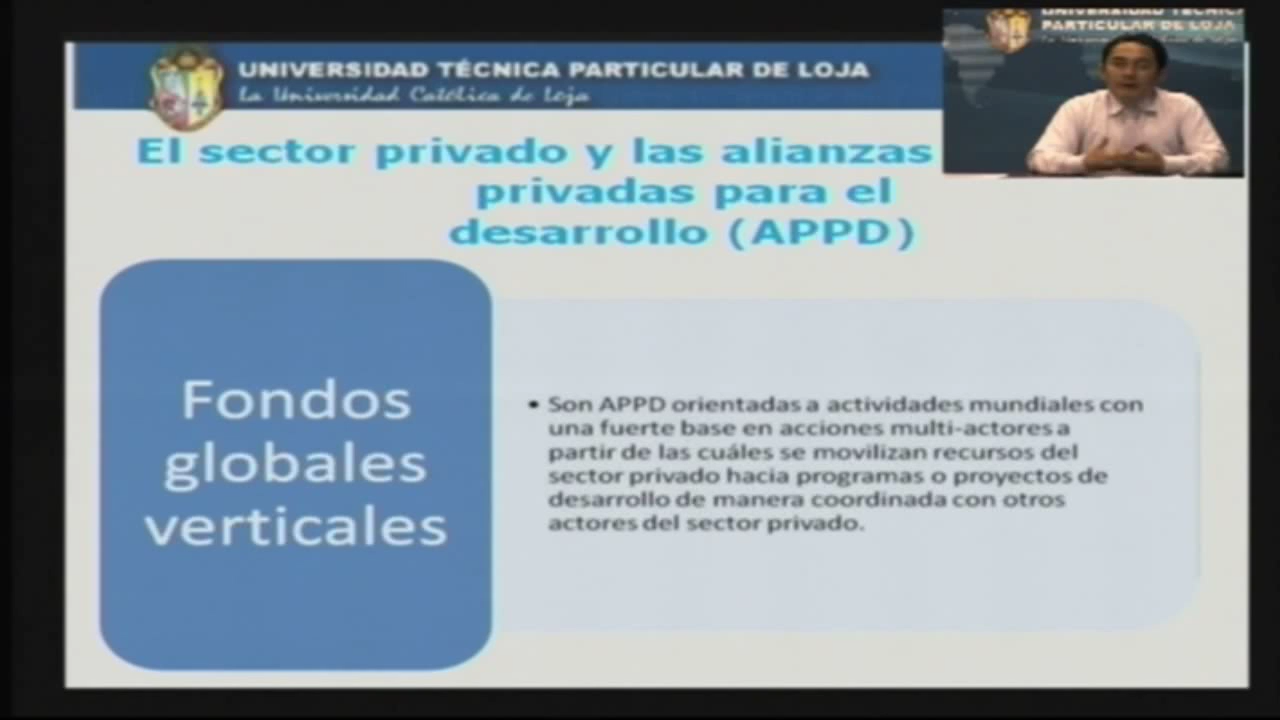 UNIVERSIDAD TÉCNICA PARTICULAR DE LOJA
La Universidad Católica de Loja
El sector privado y las alianzas
privadas para el
desarrollo (APPD)
UNIVERSIDAD TÉCNICA
PARTICULAR DE LOJA
Fondos
globales
verticales
• Son APPD orientadas a actividades mundiales con
una fuerte base en acciones multi-actores a
partir de las cuáles se movilizan recursos del
sector privado hacia programas o proyectos de
desarrollo de manera coordinada con otros
actores del sector privado.